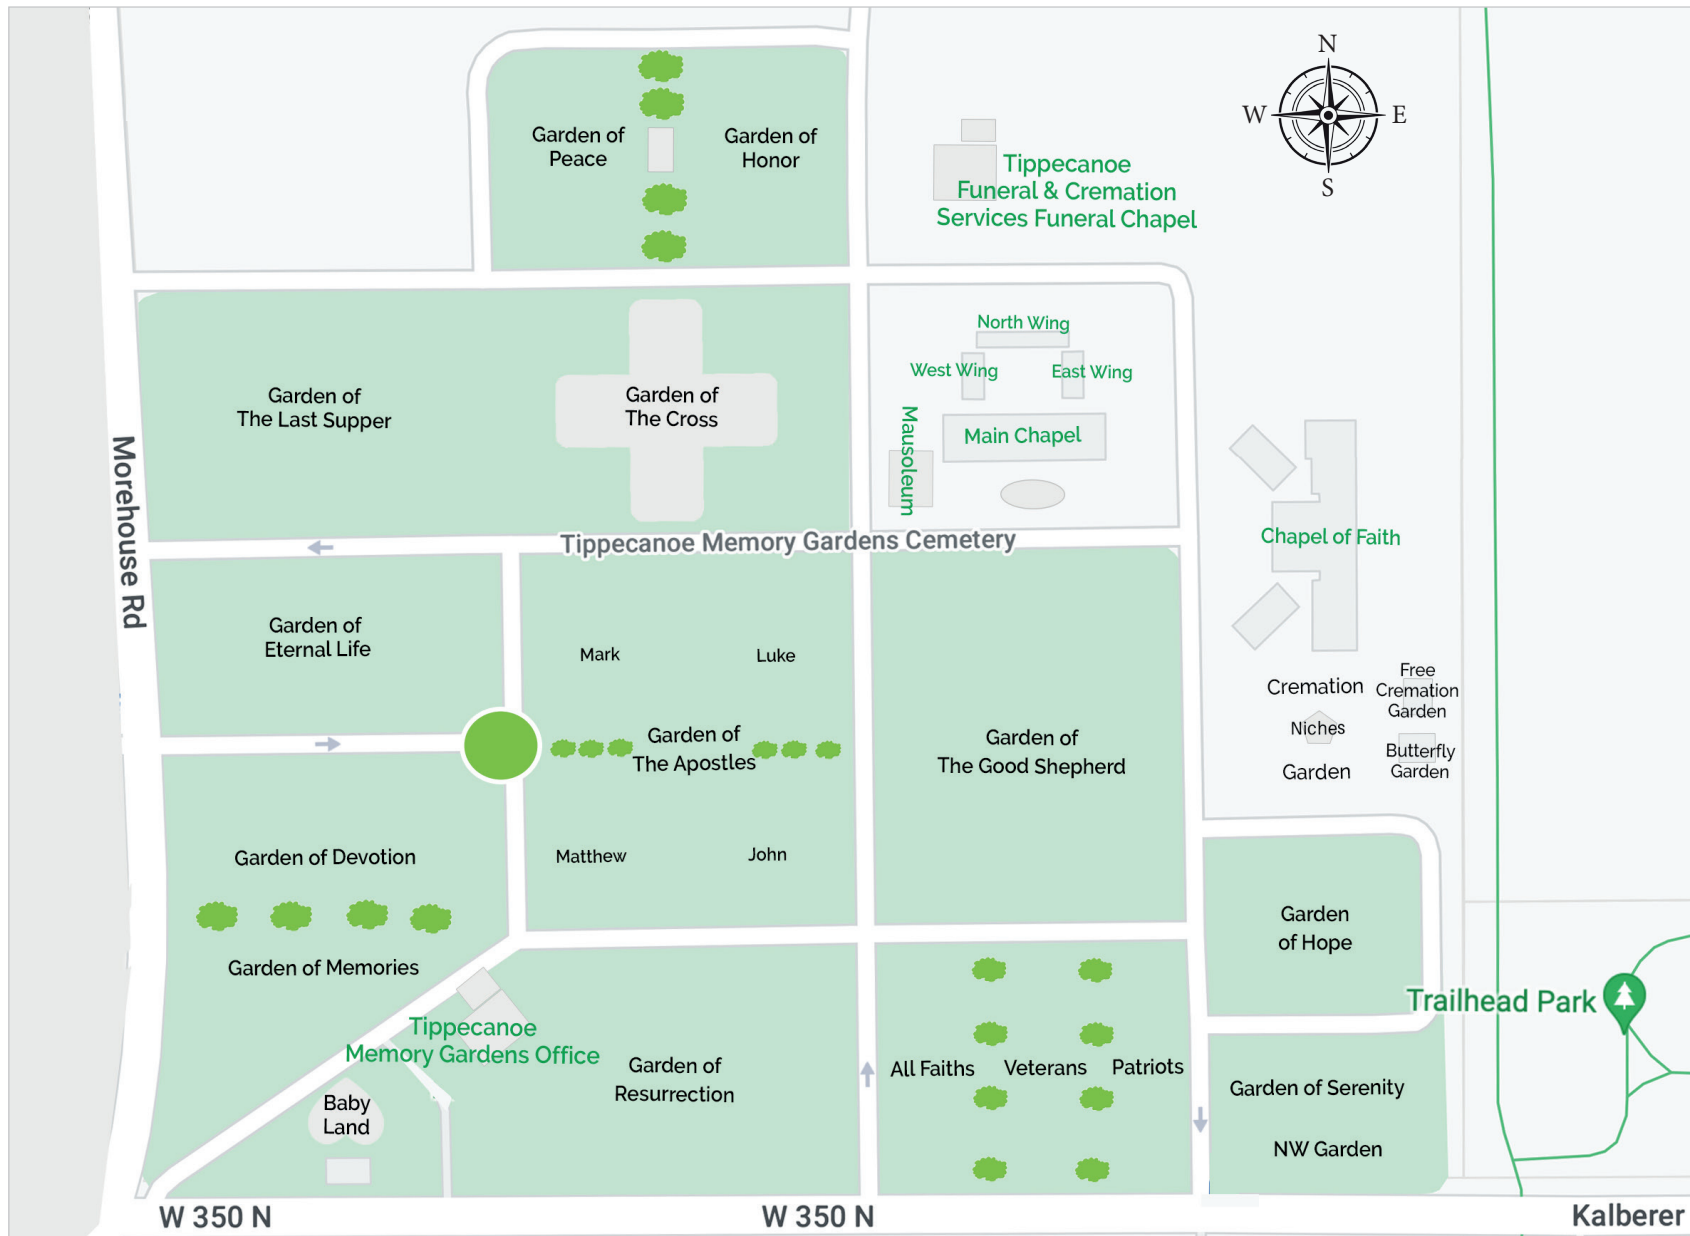 N
W
E
S
Garden of
Peace
Garden of
Honor
Tippecanoe
Funeral & Cremation
Services Funeral Chapel
North Wing
West Wing
East Wing
Main Chapel
Mausoleum
Garden of
The Last Supper
Garden of
The Cross
Morehouse Rd
Tippecanoe Memory Gardens Cemetery
Chapel of Faith
Garden of
Eternal Life
Mark
Luke
Garden of
The Apostles
Matthew
John
Garden of
The Good Shepherd
Cremation
Niches
Garden
Free
Cremation
Garden
Butterfly
Garden
Garden of Devotion
Garden of Memories
Garden
of Hope
Trailhead Park
Tippecanoe
Memory Gardens Office
Baby
Land
Garden of
Resurrection
All Faiths
Veterans
Patriots
Garden of Serenity
NW Garden
W 350 N
W 350 N
Kalberer